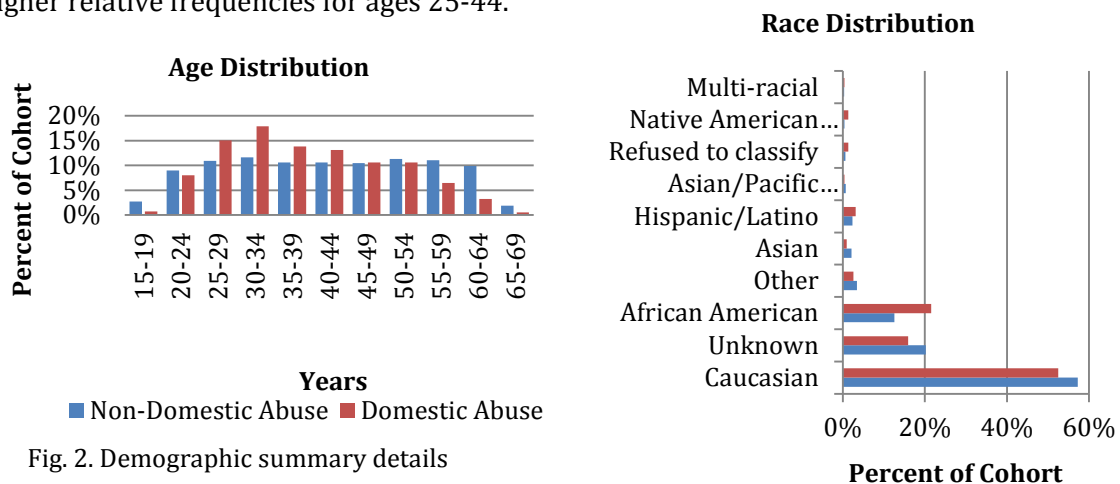 igher relative frequencies for ages 25-44.
Age Distribution
Percent of Cohort
20%
15%
10%
5%
0%
15-19
20-24
25-29
30-34
35-39
40-44
45-49
50-54
55-59
60-64
65-69
Years
Non-Domestic Abuse Domestic Abuse
Fig. 2. Demographic summary details
Race Distribution
Multi-racial
Native American...
Refused to classify
Asian/Pacific...
Hispanic/Latino
Asian
Other
African American
Unknown
Caucasian
0% 20% 40% 60%
Percent of Cohort